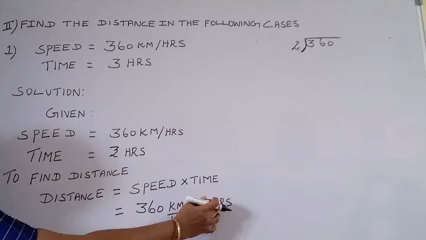 II) FIND THE DISTANCE IN THE FOLLOWING CASES
1) SPEED = 360 KM/HRS
TIME = 3 HRS
2√360
SOLUTION:
GIVEN:
SPEED = 360 KM/HRS
TIME = 2 HRS
TO FIND DISTANCE
DISTANCE = SPEED × TIME
= 360 KM